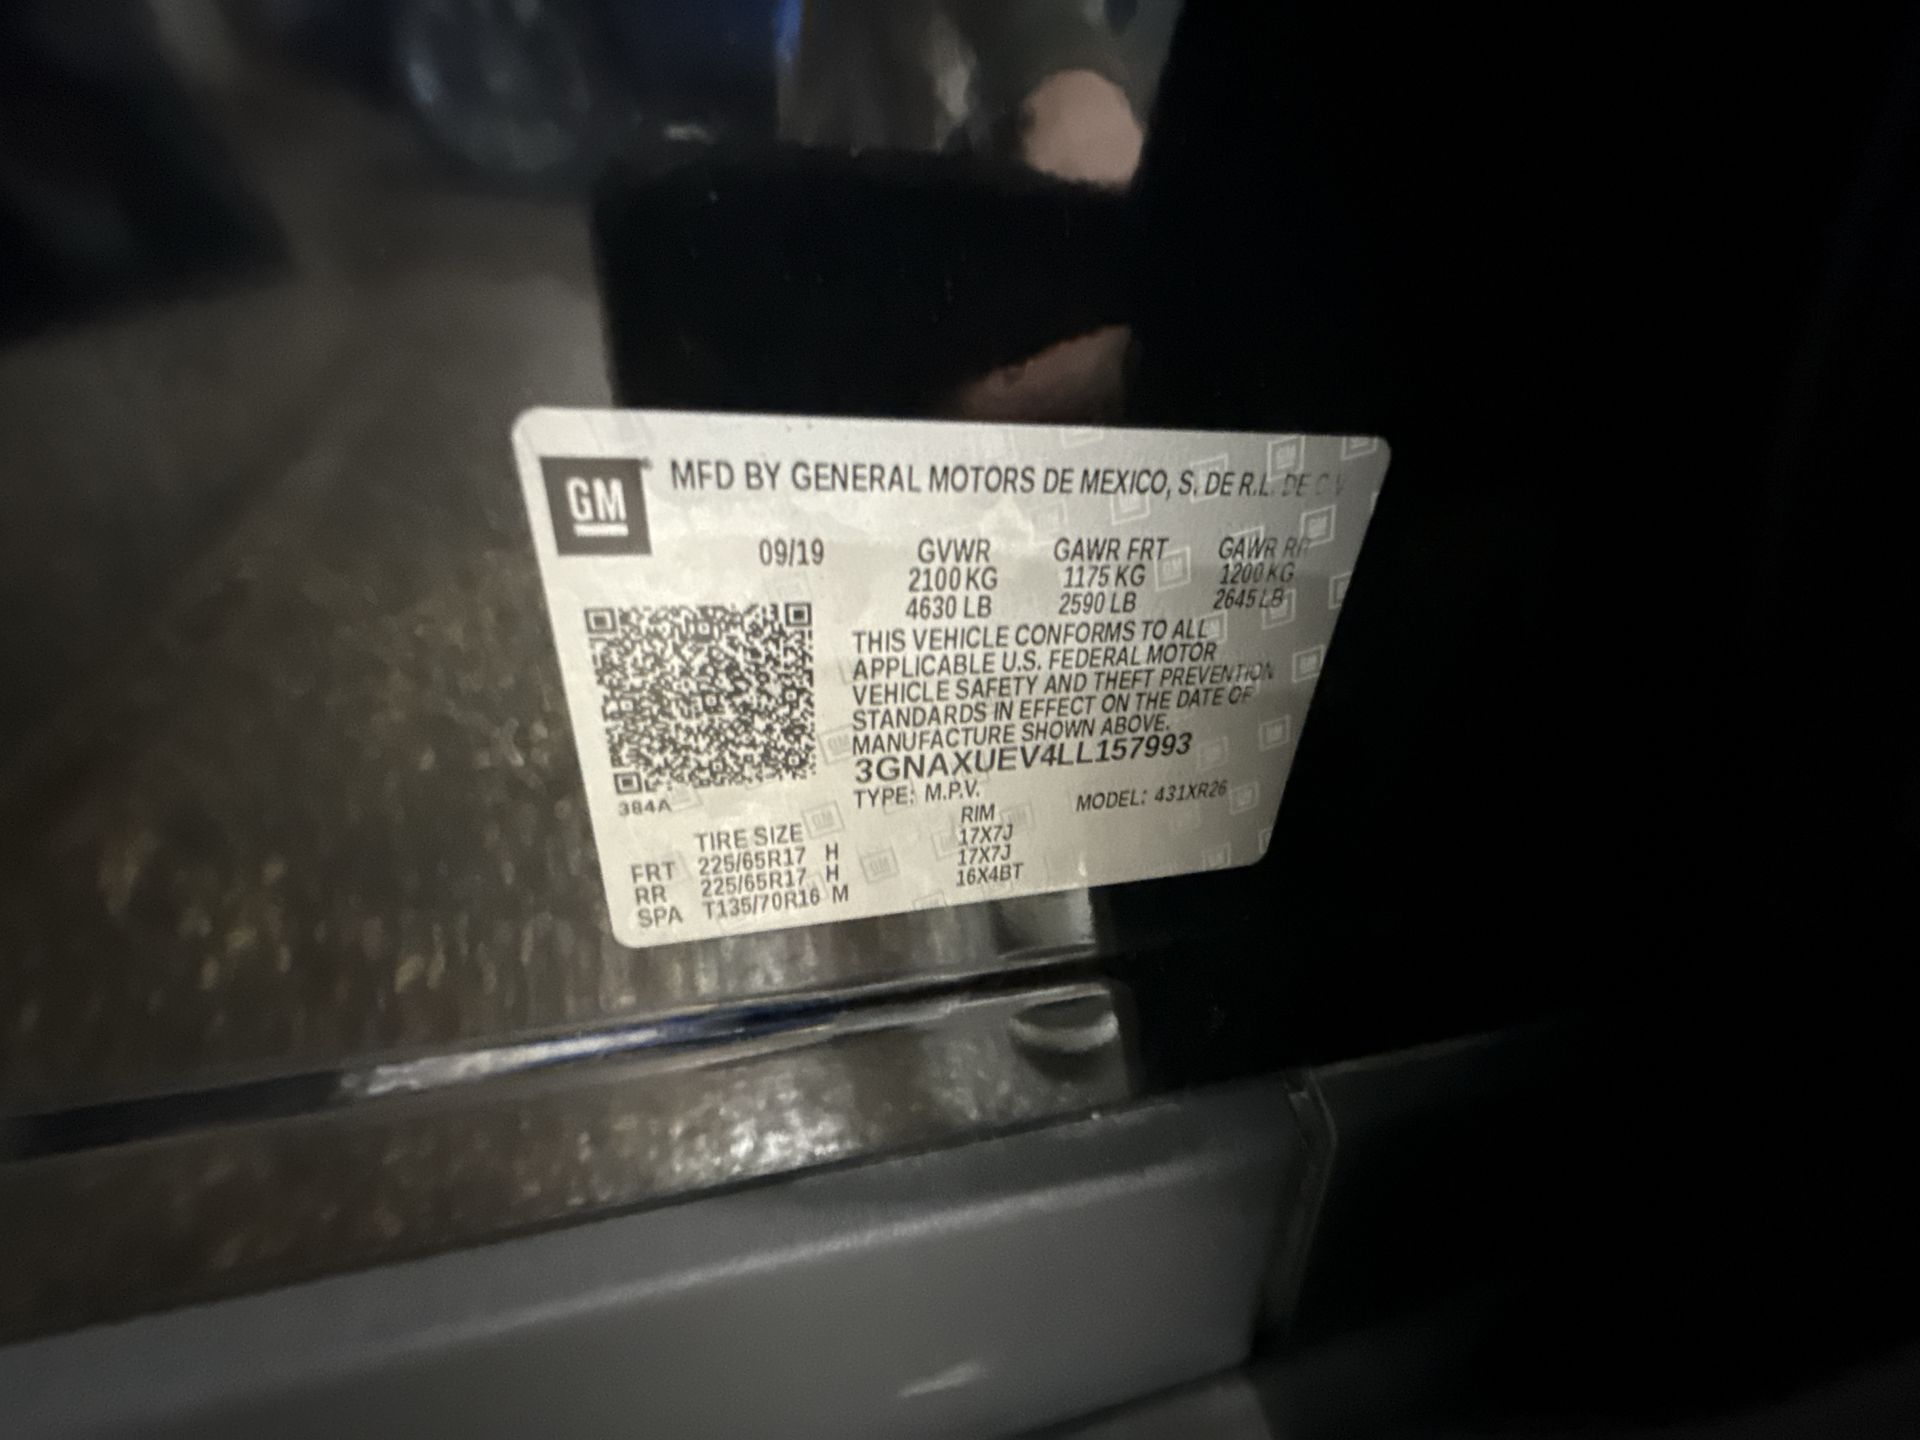 GM MFD BY GENERAL MOTORS DE MEXICO, S. DE R.L. DE C V
09/19 GVWR GAWR FRT GAWR RR
2100 KG 1175 KG 1200 KG
4630 LB 2590 LB 2645 LB
THIS VEHICLE CONFORMS TO ALL
APPLICABLE U.S. FEDERAL MOTOR
VEHICLE SAFETY AND THEFT PREVENTION
STANDARDS IN EFFECT ON THE DATE OF
MANUFACTURE SHOWN ABOVE.
3GNAXUEV4LL157993
384A TYPE: M.P.V. MODEL: 431XR26
TIRE SIZE RIM
FRT 225/65R17 H 17X7J
RR 225/65R17 H 17X7J
SPA T135/70R16 M 16X4BT